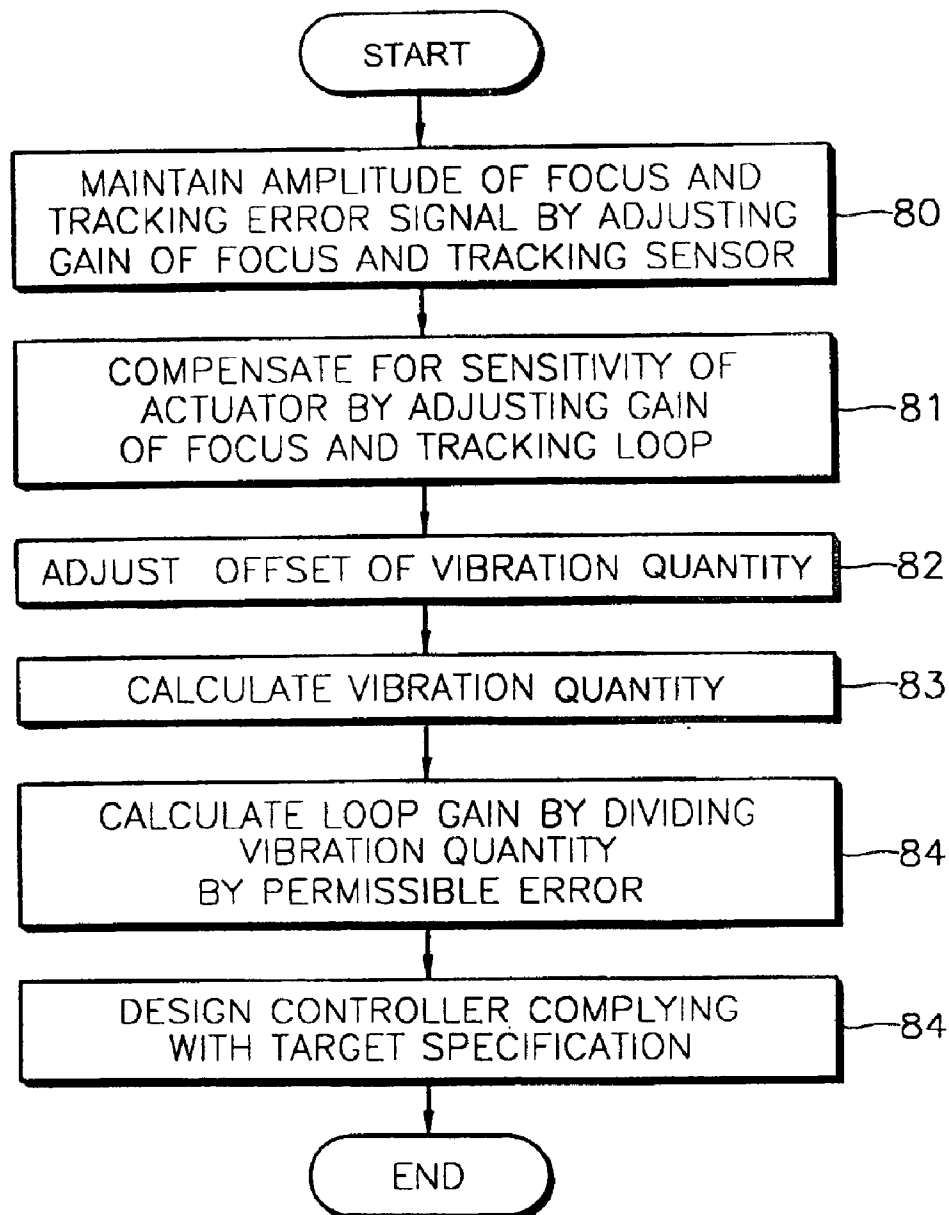 START
MAINTAIN AMPLITUDE OF FOCUS AND
TRACKING ERROR SIGNAL BY ADJUSTING
GAIN OF FOCUS AND TRACKING SENSOR
80
COMPENSATE FOR SENSITIVITY OF
ACTUATOR BY ADJUSTING GAIN
OF FOCUS AND TRACKING LOOP
81
ADJUST OFFSET OF VIBRATION QUANTITY
82
CALCULATE VIBRATION QUANTITY
83
CALCULATE LOOP GAIN BY DIVIDING
VIBRATION QUANTITY
BY PERMISSIBLE ERROR
84
DESIGN CONTROLLER COMPLYING
WITH TARGET SPECIFICATION
84
END